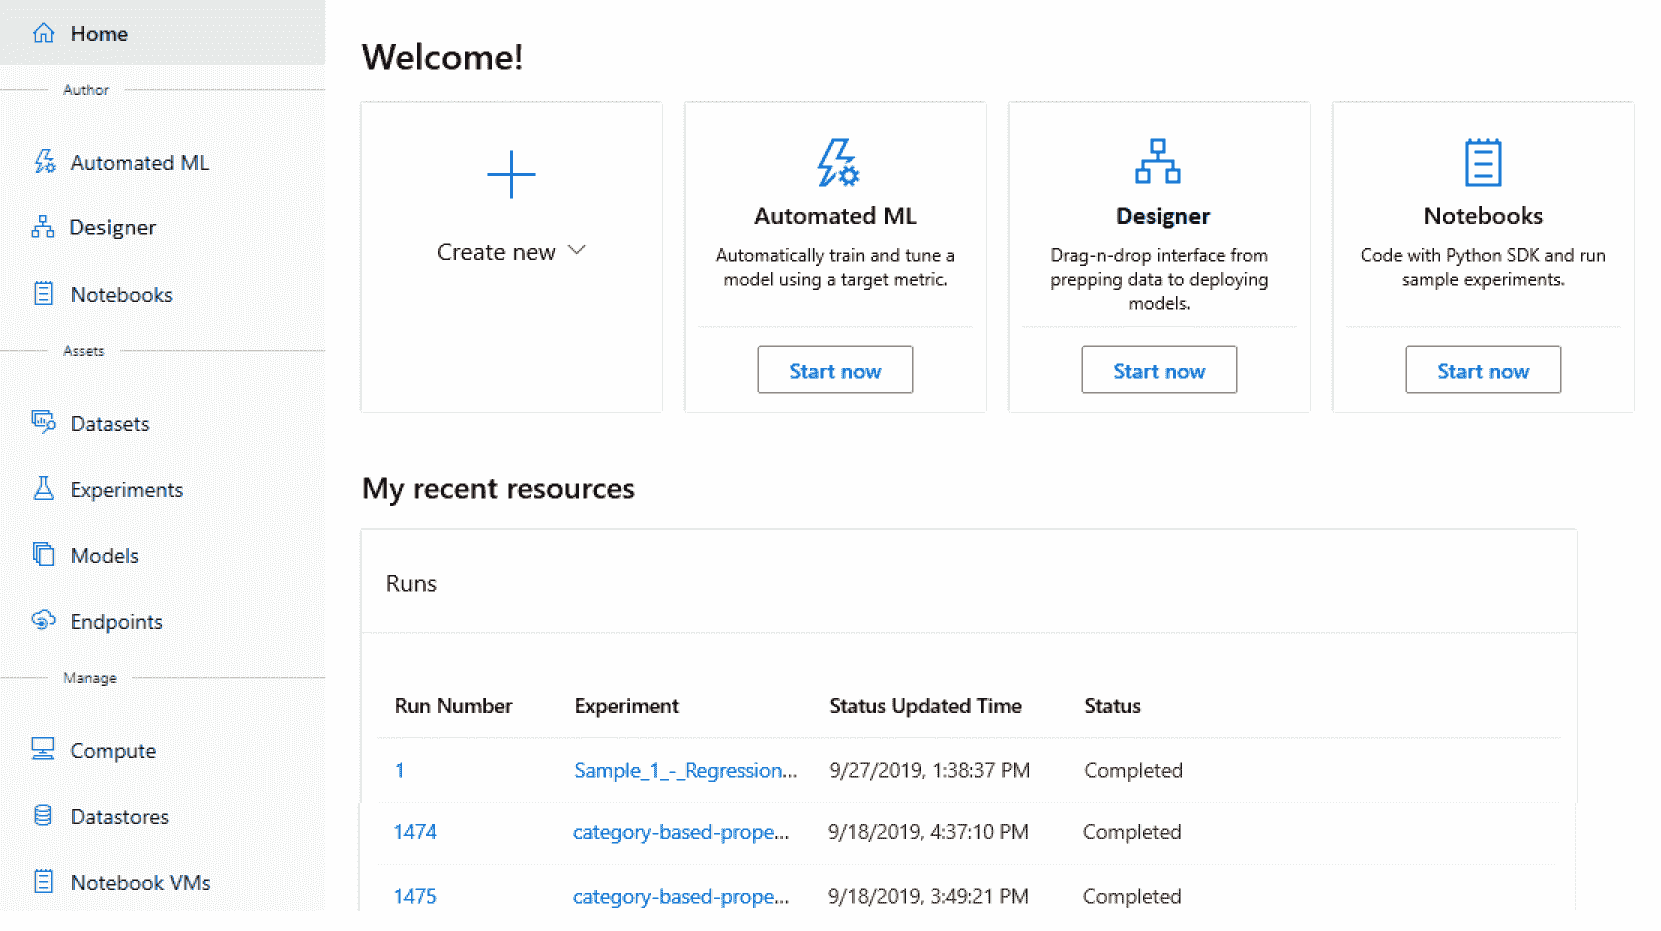 Home
Author
Automated ML
Designer
Notebooks
Assets
Datasets
Experiments
Models
Endpoints
Manage
Compute
Datastores
Notebook VMs
Welcome!
Create new
Automated ML
Automatically train and tune a
model using a target metric.
Start now
Designer
Drag-n-drop interface from
prepping data to deploying
models.
Start now
Notebooks
Code with Python SDK and run
sample experiments.
Start now
My recent resources
Runs
Run Number Experiment Status Updated Time Status
1 Sample_1_-_Regression... 9/27/2019, 1:38:37 PM Completed
1474 category-based-prope... 9/18/2019, 4:37:10 PM Completed
1475 category-based-prope... 9/18/2019, 3:49:21 PM Completed